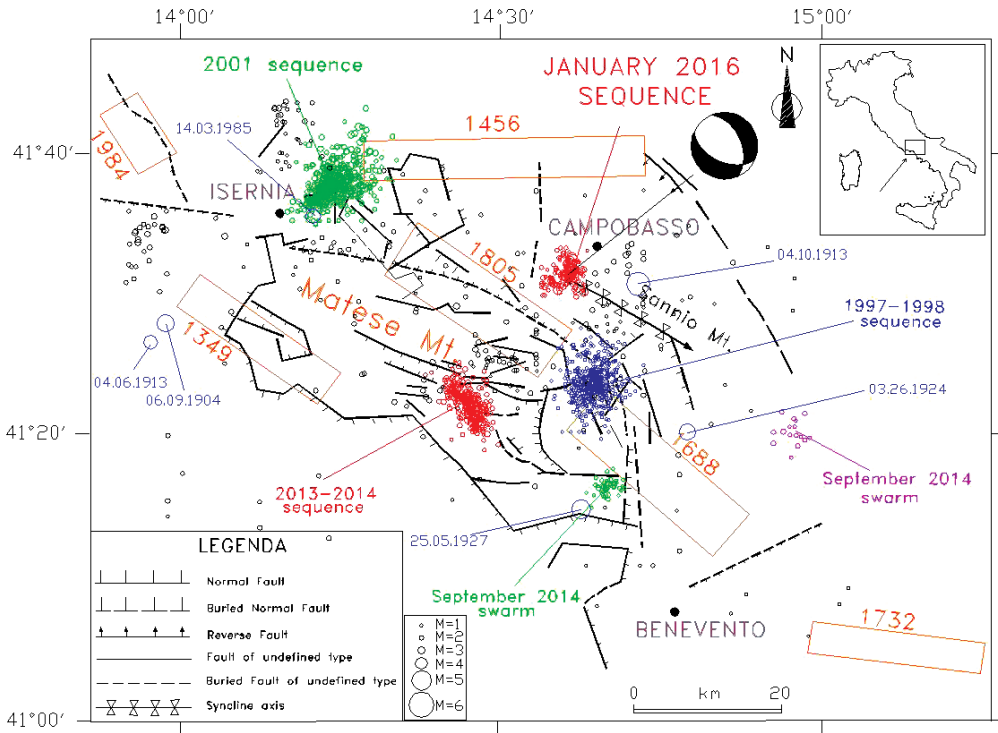 14°00′
14°30′
15°00′
2001 sequence
JANUARY 2016
SEQUENCE
N
14.03.1985
1456
1984
41°40′
ISERNIA
CAMPOBASSO
04.10.1913
1805
Sannio Mt.
Matese Mt.
1997-1998
sequence
1349
04.06.1913
06.09.1904
03.26.1924
41°20′
1688
September 2014
swarm
2013-2014
sequence
25.05.1927
September 2014
swarm
LEGENDA
Normal Fault
Buried Normal Fault
Reverse Fault
Fault of undefined type
Buried Fault of undefined type
Syncline axis
M=1
M=2
M=3
M=4
M=5
M=6
BENEVENTO
1732
0 km 20
41°00′